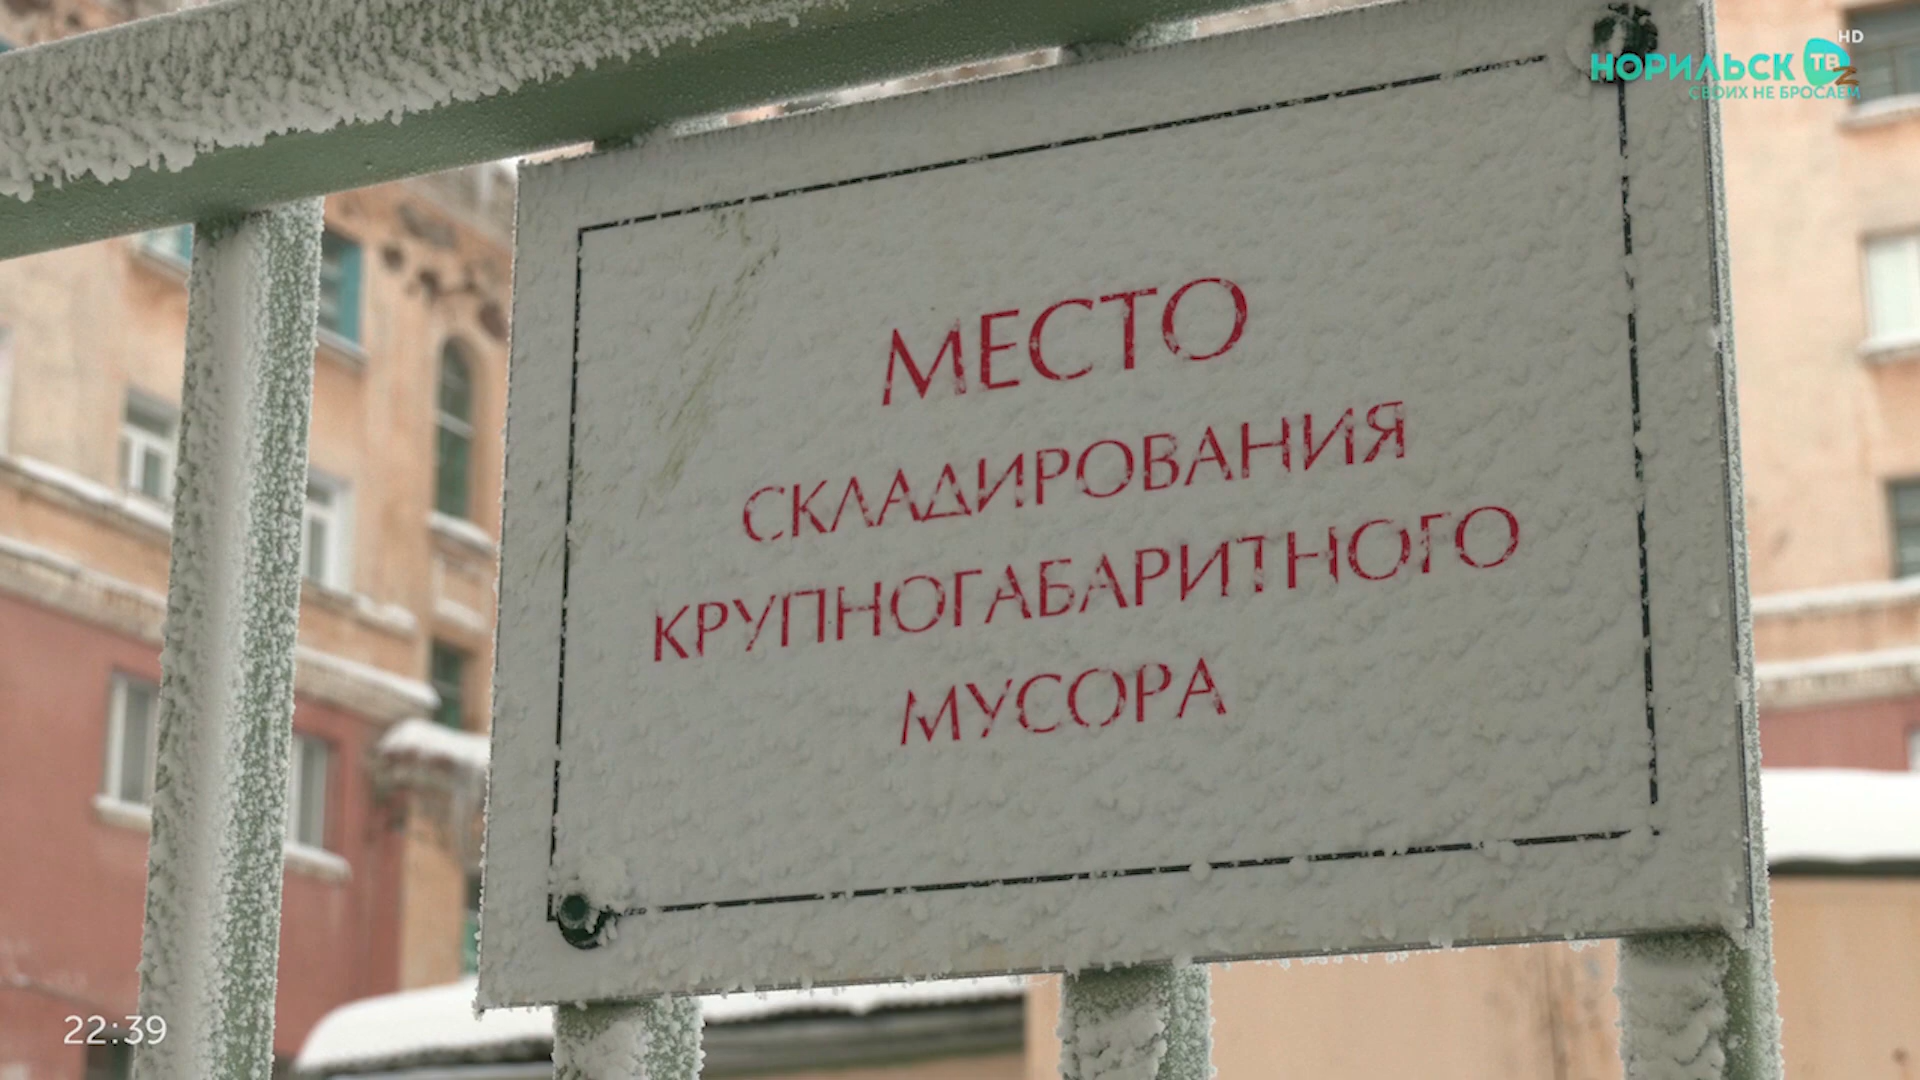 НОРИЛЬСК ТВ HD
СВОИХ НЕ БРОСАЕМ
МЕСТО
СКЛАДИРОВАНИЯ
КРУПНОГАБАРИТНОГО
МУСОРА
22:39